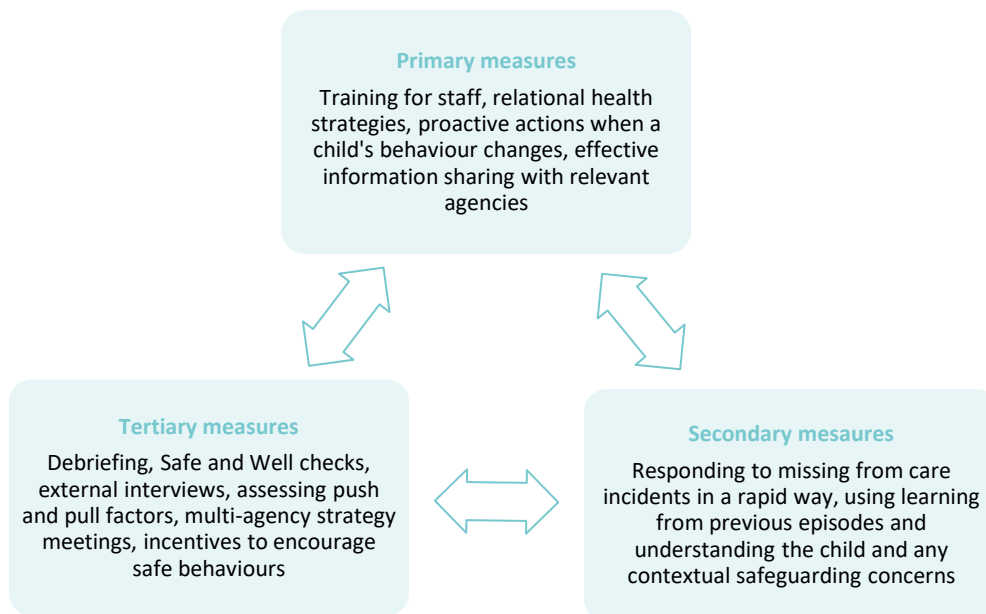 Primary measures
Training for staff, relational health
strategies, proactive actions when a
child's behaviour changes, effective
information sharing with relevant
agencies
Tertiary measures
Debriefing, Safe and Well checks,
external interviews, assessing push
and pull factors, multi-agency strategy
meetings, incentives to encourage
safe behaviours
Secondary mesaures
Responding to missing from care
incidents in a rapid way, using learning
from previous episodes and
understanding the child and any
contextual safeguarding concerns